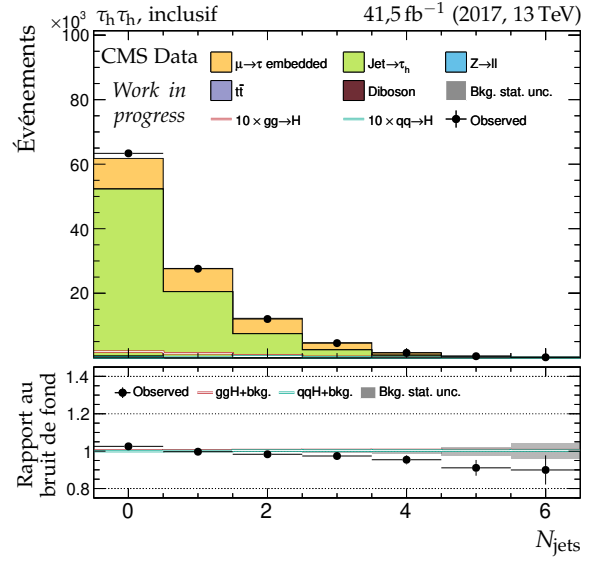 τhτh, inclusif 41,5 fb⁻¹ (2017, 13 TeV)
×10³
Événements
100
80
60
40
20
CMS Data
Work in
progress
μ→τ embedded Jet→τh Z→ll
tt̄ Diboson Bkg. stat. unc.
10 × gg→H 10 × qq→H Observed
Rapport au
bruit de fond
1.4
1.2
1
0.8
Observed ggH+bkg. qqH+bkg. Bkg. stat. unc.
0 2 4 6
Njets